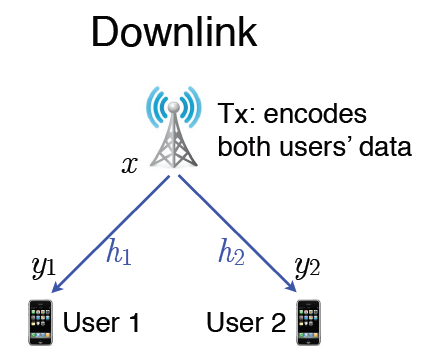 Downlink
Tx: encodes
both users’ data
x
h1
h2
y1
y2
User 1
User 2